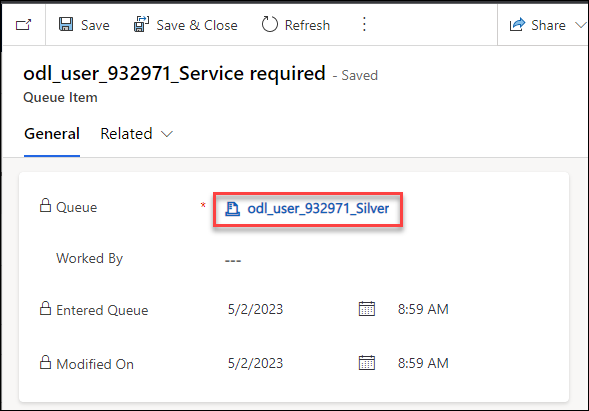 Save Save & Close Refresh Share
odl_user_932971_Service required - Saved
Queue Item
General Related
Queue * odl_user_932971_Silver
Worked By ---
Entered Queue 5/2/2023 8:59 AM
Modified On 5/2/2023 8:59 AM